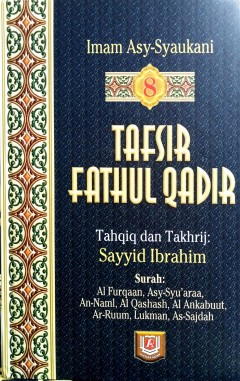 Imam Asy-Syaukani
8
TAFSIR
FATHUL QADIR
Tahqiq dan Takhrij:
Sayyid Ibrahim
Surah:
Al Furqaan, Asy-Syu'araa,
An-Naml, Al Qashash, Al Ankabuut,
Ar-Ruum, Lukman, As-Sajdah